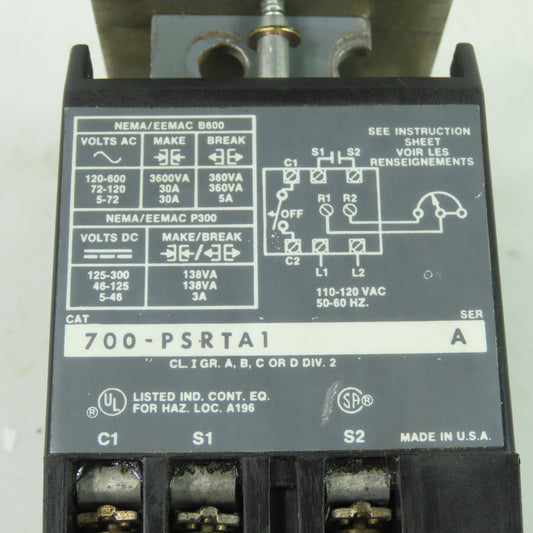 NEMA/EEMAC B600
VOLTS AC MAKE BREAK
120-600 3600VA 360VA
72-120 30A 360VA
5-72 30A 5A
NEMA/EEMAC P300
VOLTS DC MAKE/BREAK
125-300 138VA
46-125 138VA
5-46 3A
SEE INSTRUCTION
SHEET
VOIR LES
RENSEIGNEMENTS
S1 S2
C1
R1 R2
OFF
C2
L1 L2
110-120 VAC
50-60 HZ.
CAT SER
700-PSRTA1 A
CL. I GR. A, B, C OR D DIV. 2
UL ® LISTED IND. CONT. EQ.
FOR HAZ. LOC. A196
SA ®
C1 S1 S2 MADE IN U.S.A.